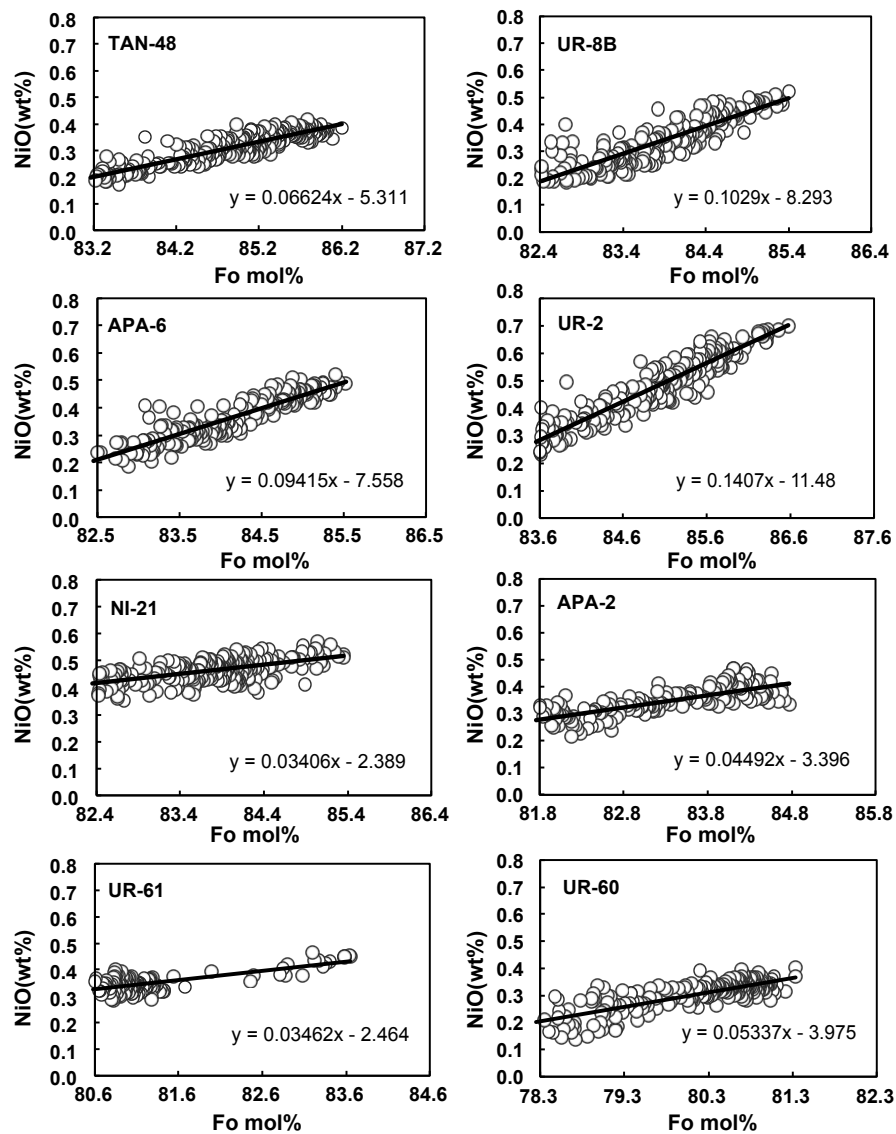 TAN-48
NiO(wt%)
0.8
0.7
0.6
0.5
0.4
0.3
0.2
0.1
0.0
y = 0.06624x - 5.311
83.2 84.2 85.2 86.2 87.2
Fo mol%
UR-8B
NiO(wt%)
0.8
0.7
0.6
0.5
0.4
0.3
0.2
0.1
0.0
y = 0.1029x - 8.293
82.4 83.4 84.4 85.4 86.4
Fo mol%
APA-6
NiO(wt%)
0.8
0.7
0.6
0.5
0.4
0.3
0.2
0.1
0.0
y = 0.09415x - 7.558
82.5 83.5 84.5 85.5 86.5
Fo mol%
UR-2
NiO(wt%)
0.8
0.7
0.6
0.5
0.4
0.3
0.2
0.1
0.0
y = 0.1407x - 11.48
83.6 84.6 85.6 86.6 87.6
Fo mol%
NI-21
NiO(wt%)
0.8
0.7
0.6
0.5
0.4
0.3
0.2
0.1
0.0
y = 0.03406x - 2.389
82.4 83.4 84.4 85.4 86.4
Fo mol%
APA-2
NiO(wt%)
0.8
0.7
0.6
0.5
0.4
0.3
0.2
0.1
0.0
y = 0.04492x - 3.396
81.8 82.8 83.8 84.8 85.8
Fo mol%
UR-61
NiO(wt%)
0.8
0.7
0.6
0.5
0.4
0.3
0.2
0.1
0.0
y = 0.03462x - 2.464
80.6 81.6 82.6 83.6 84.6
Fo mol%
UR-60
NiO(wt%)
0.8
0.7
0.6
0.5
0.4
0.3
0.2
0.1
0.0
y = 0.05337x - 3.975
78.3 79.3 80.3 81.3 82.3
Fo mol%